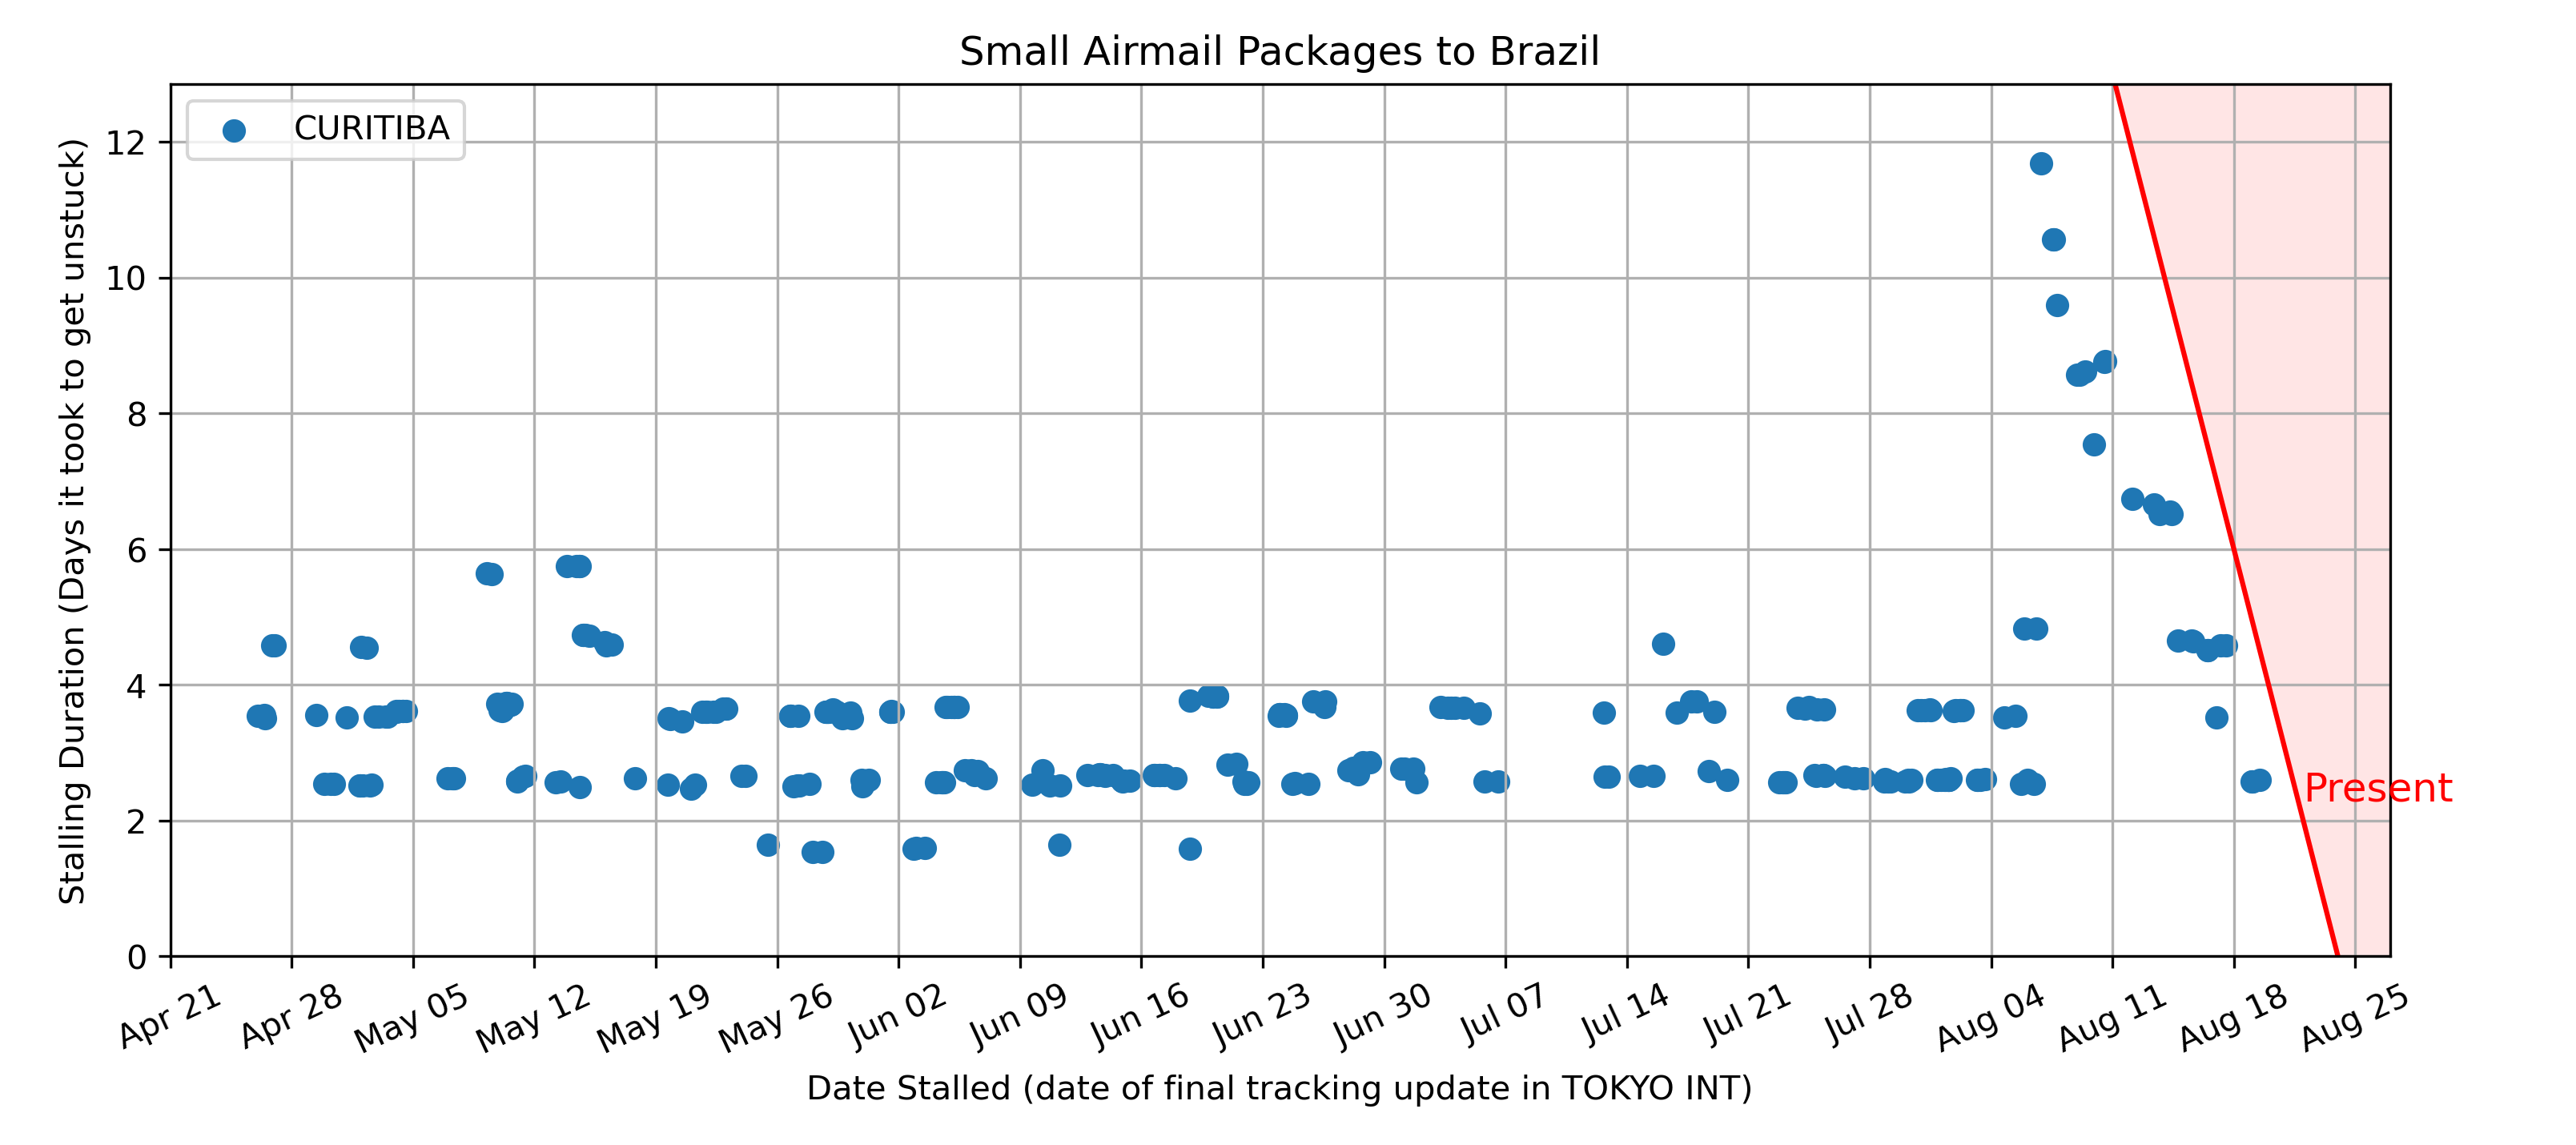 Small Airmail Packages to Brazil
CURITIBA
Stalling Duration (Days it took to get unstuck)
12
10
8
6
4
2
0
Present
Apr 21
Apr 28
May 05
May 12
May 19
May 26
Jun 02
Jun 09
Jun 16
Jun 23
Jun 30
Jul 07
Jul 14
Jul 21
Jul 28
Aug 04
Aug 11
Aug 18
Aug 25
Date Stalled (date of final tracking update in TOKYO INT)